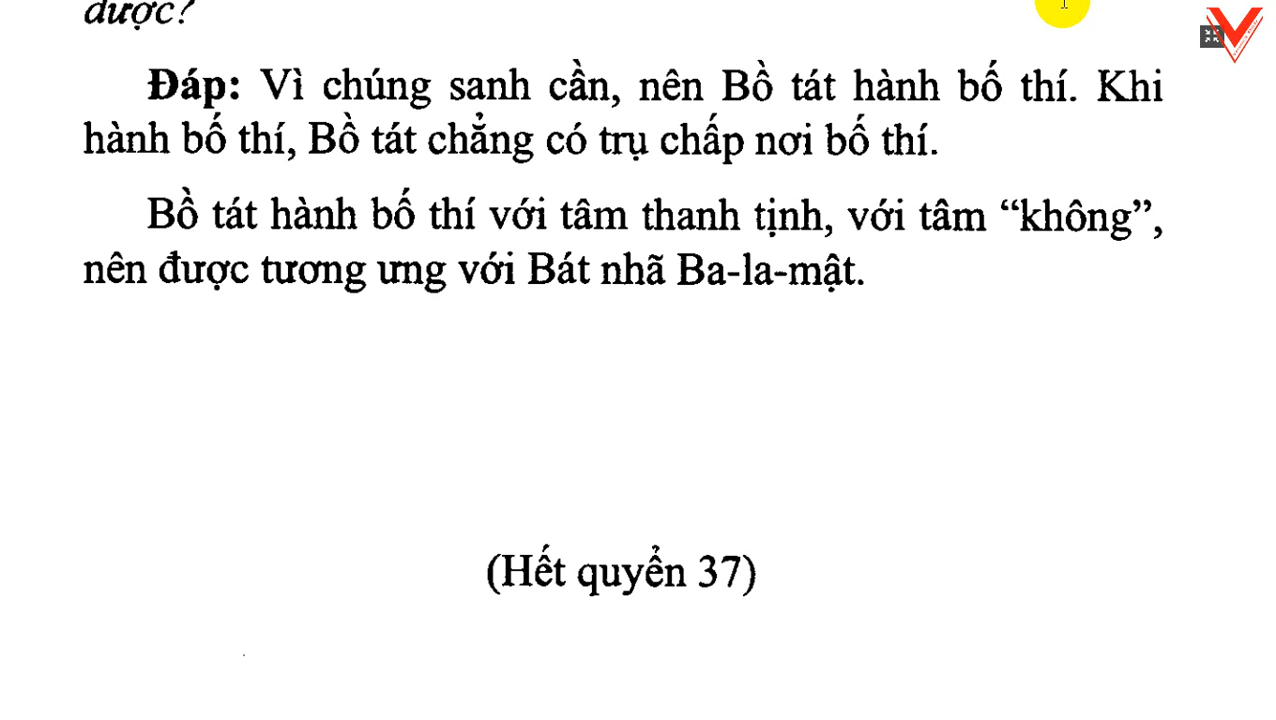 được?
Đáp: Vì chúng sanh cần, nên Bồ tát hành bố thí. Khi
hành bố thí, Bồ tát chẳng có trụ chấp nơi bố thí.
Bồ tát hành bố thí với tâm thanh tịnh, với tâm “không”,
nên được tương ưng với Bát nhã Ba-la-mật.
(Hết quyển 37)